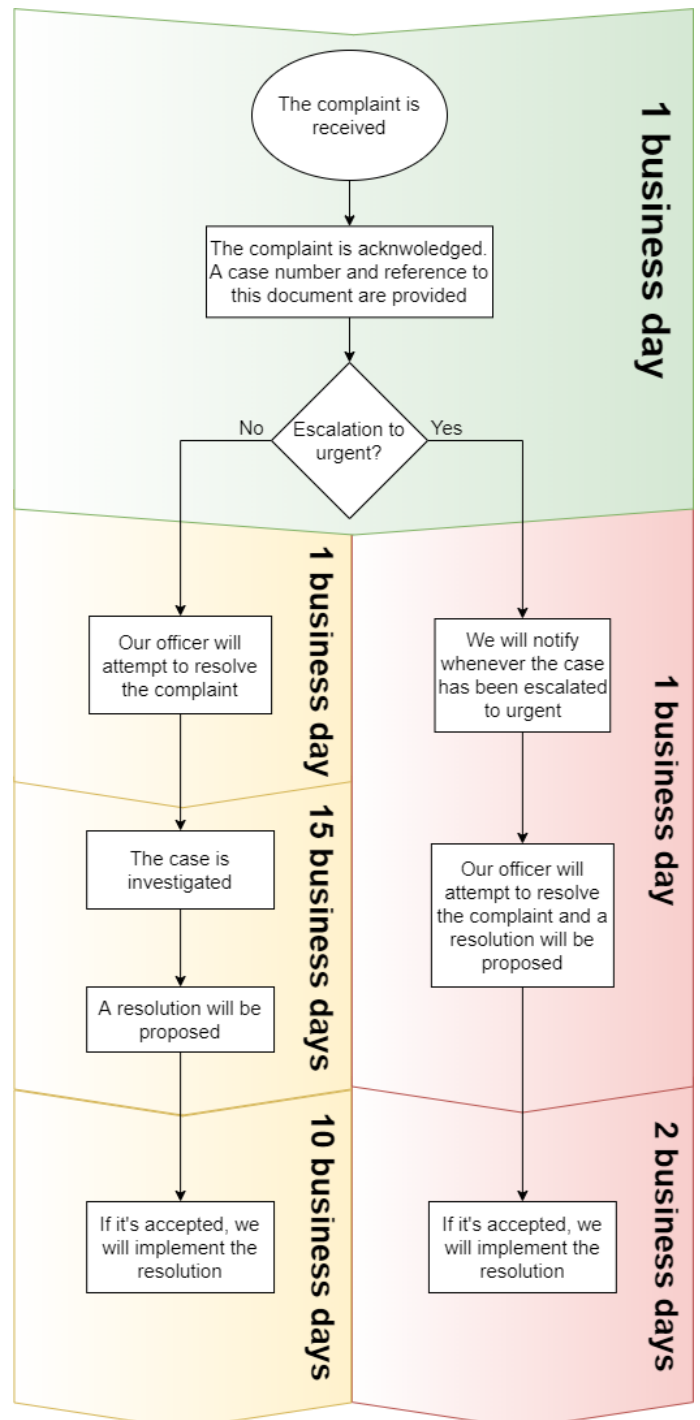 The complaint is
received
1 business day
The complaint is acknwoledged.
A case number and reference to
this document are provided
Escalation to
urgent?
No
Yes
1 business day
Our officer will
attempt to resolve
the complaint
15 business days
The case is
investigated
A resolution will be
proposed
10 business days
If it's accepted, we
will implement the
resolution
1 business day
We will notify
whenever the case
has been escalated
to urgent
Our officer will
attempt to resolve
the complaint and a
resolution will be
proposed
2 business days
If it's accepted, we
will implement the
resolution